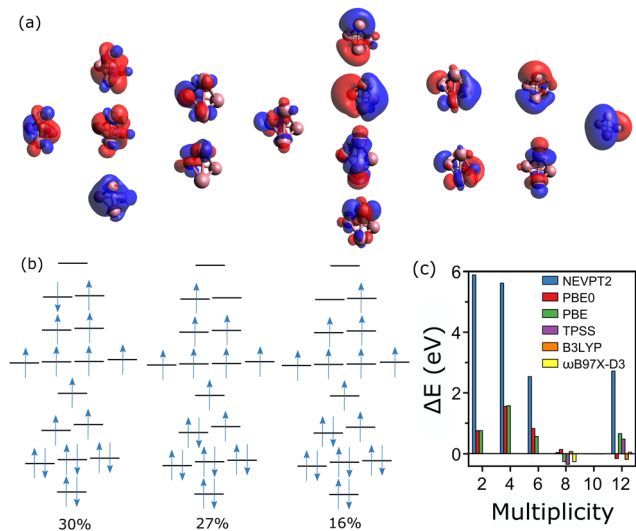 (a)
(b)
30%
27%
16%
(c)
ΔE (eV)
6
4
2
0
NEVPT2
PBE0
PBE
TPSS
B3LYP
ωB97X-D3
2 4 6 8 10 12
Multiplicity